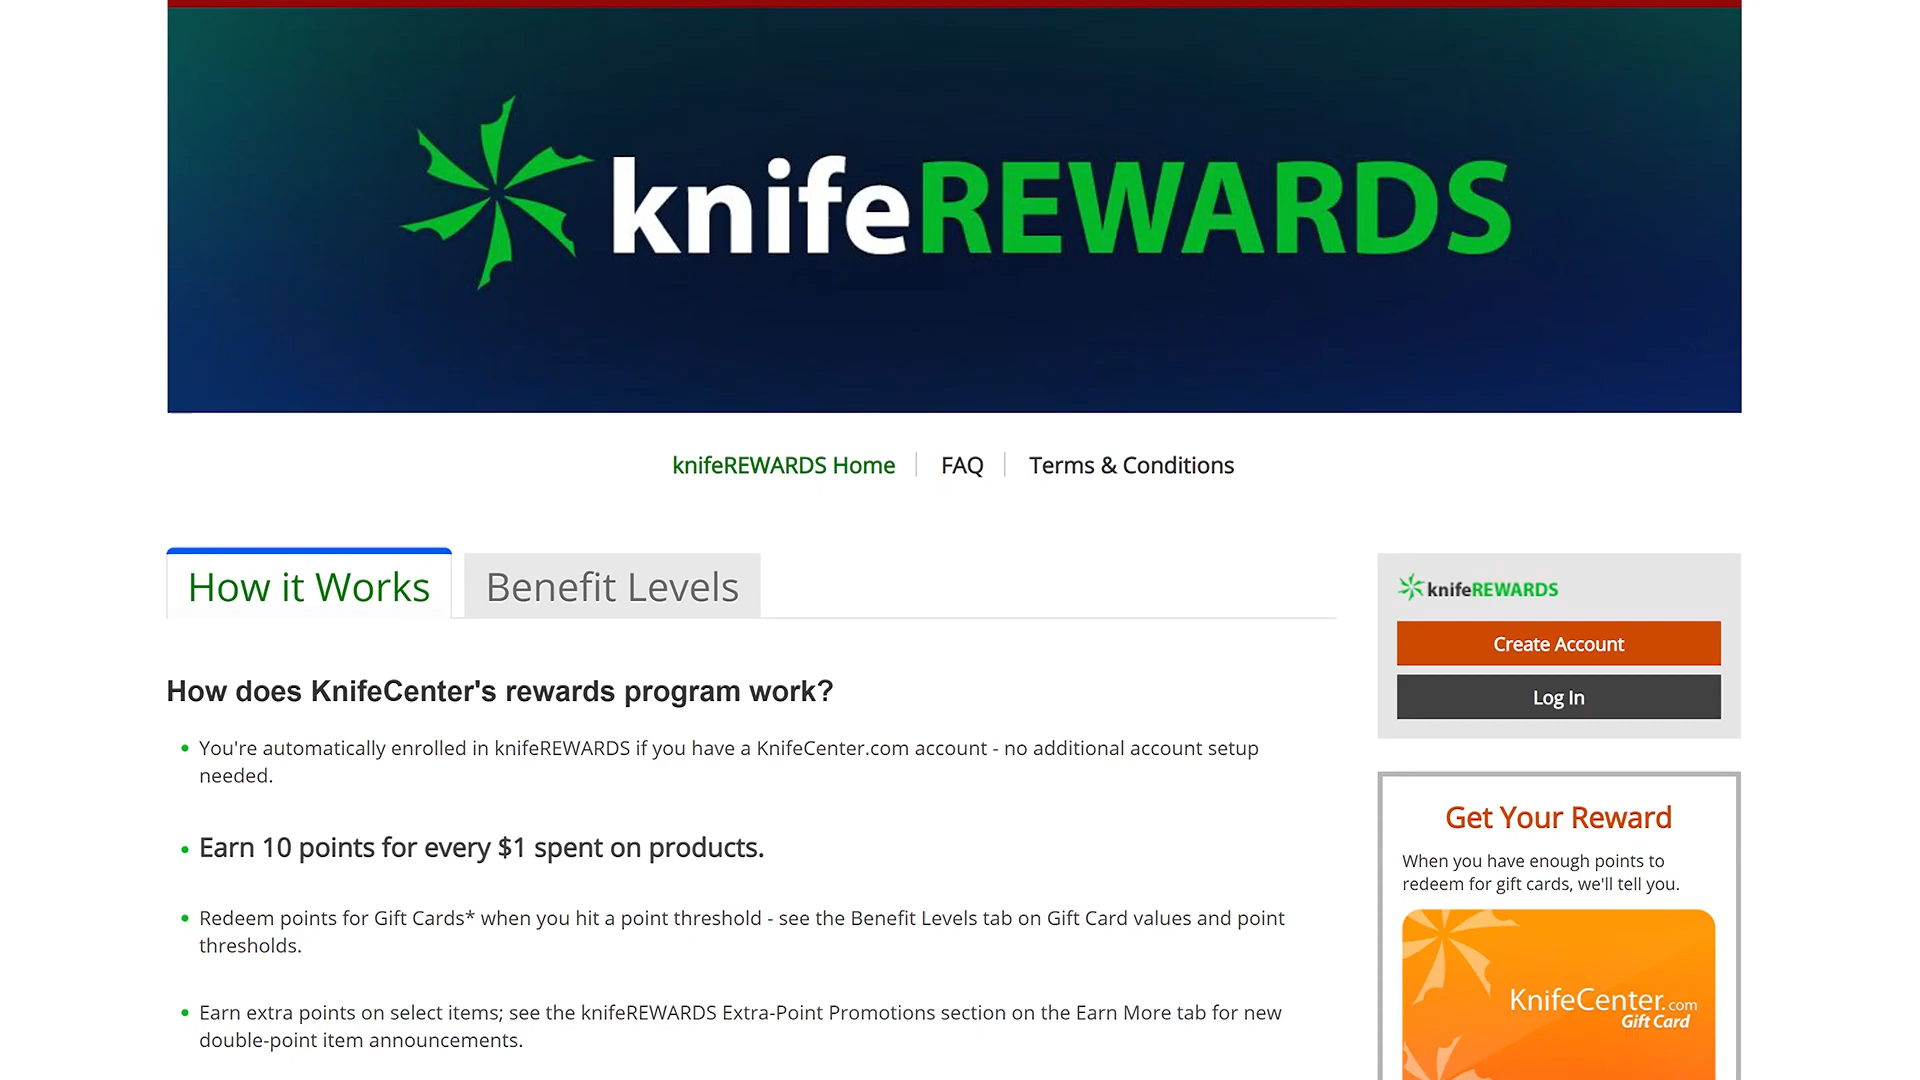 knifeREWARDS
knifeREWARDS Home
FAQ
Terms & Conditions
How it Works
Benefit Levels
How does KnifeCenter's rewards program work?
You're automatically enrolled in knifeREWARDS if you have a KnifeCenter.com account - no additional account setup
needed.
Earn 10 points for every $1 spent on products.
Redeem points for Gift Cards* when you hit a point threshold - see the Benefit Levels tab on Gift Card values and point
thresholds.
Earn extra points on select items; see the knifeREWARDS Extra-Point Promotions section on the Earn More tab for new
double-point item announcements.
knifeREWARDS
Create Account
Log In
Get Your Reward
When you have enough points to
redeem for gift cards, we'll tell you.
KnifeCenter.com
Gift Card